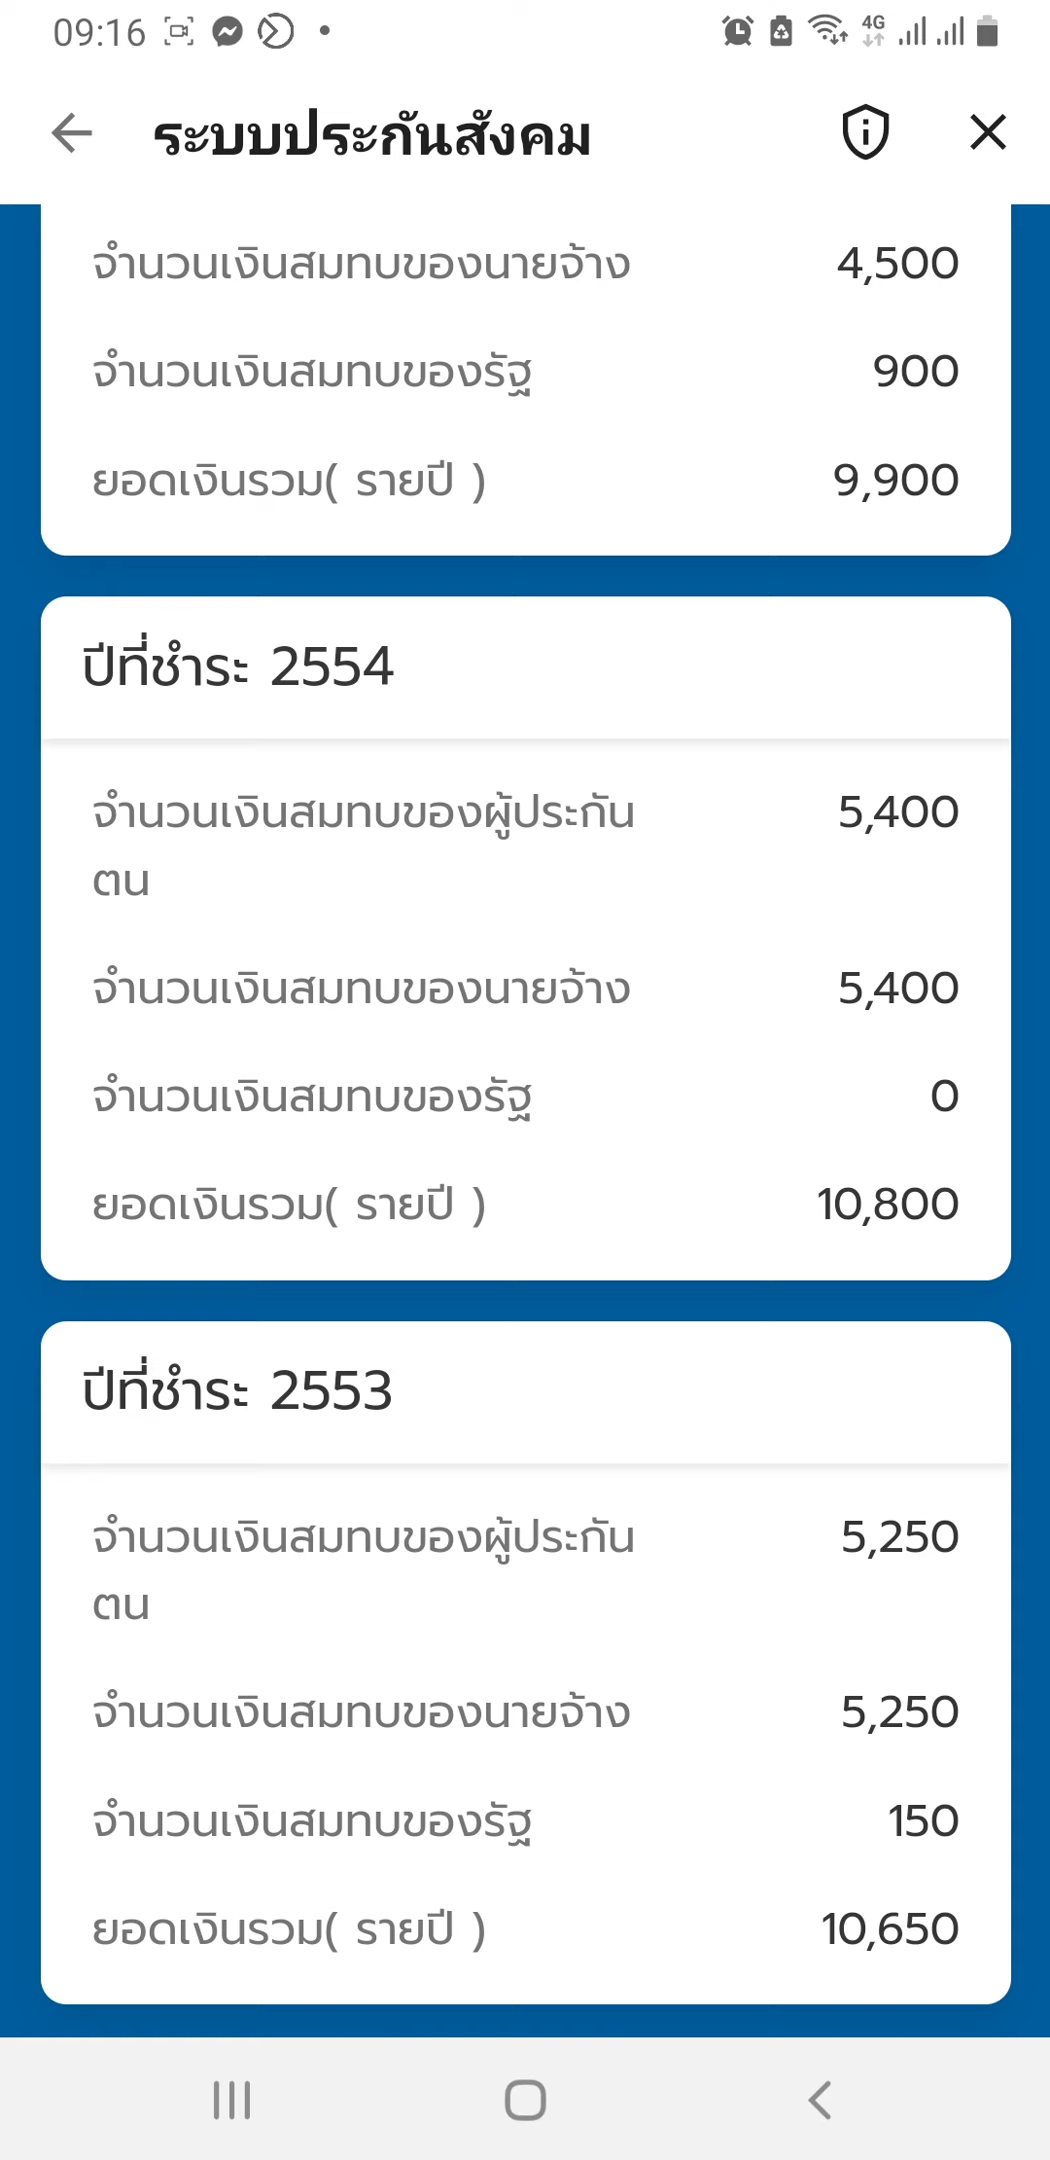 09:16
4G
ระบบประกันสังคม
จำนวนเงินสมทบของนายจ้าง 4,500
จำนวนเงินสมทบของรัฐ 900
ยอดเงินรวม( รายปี ) 9,900
ปีที่ชำระ 2554
จำนวนเงินสมทบของผู้ประกัน 5,400
ตน
จำนวนเงินสมทบของนายจ้าง 5,400
จำนวนเงินสมทบของรัฐ 0
ยอดเงินรวม( รายปี ) 10,800
ปีที่ชำระ 2553
จำนวนเงินสมทบของผู้ประกัน 5,250
ตน
จำนวนเงินสมทบของนายจ้าง 5,250
จำนวนเงินสมทบของรัฐ 150
ยอดเงินรวม( รายปี ) 10,650